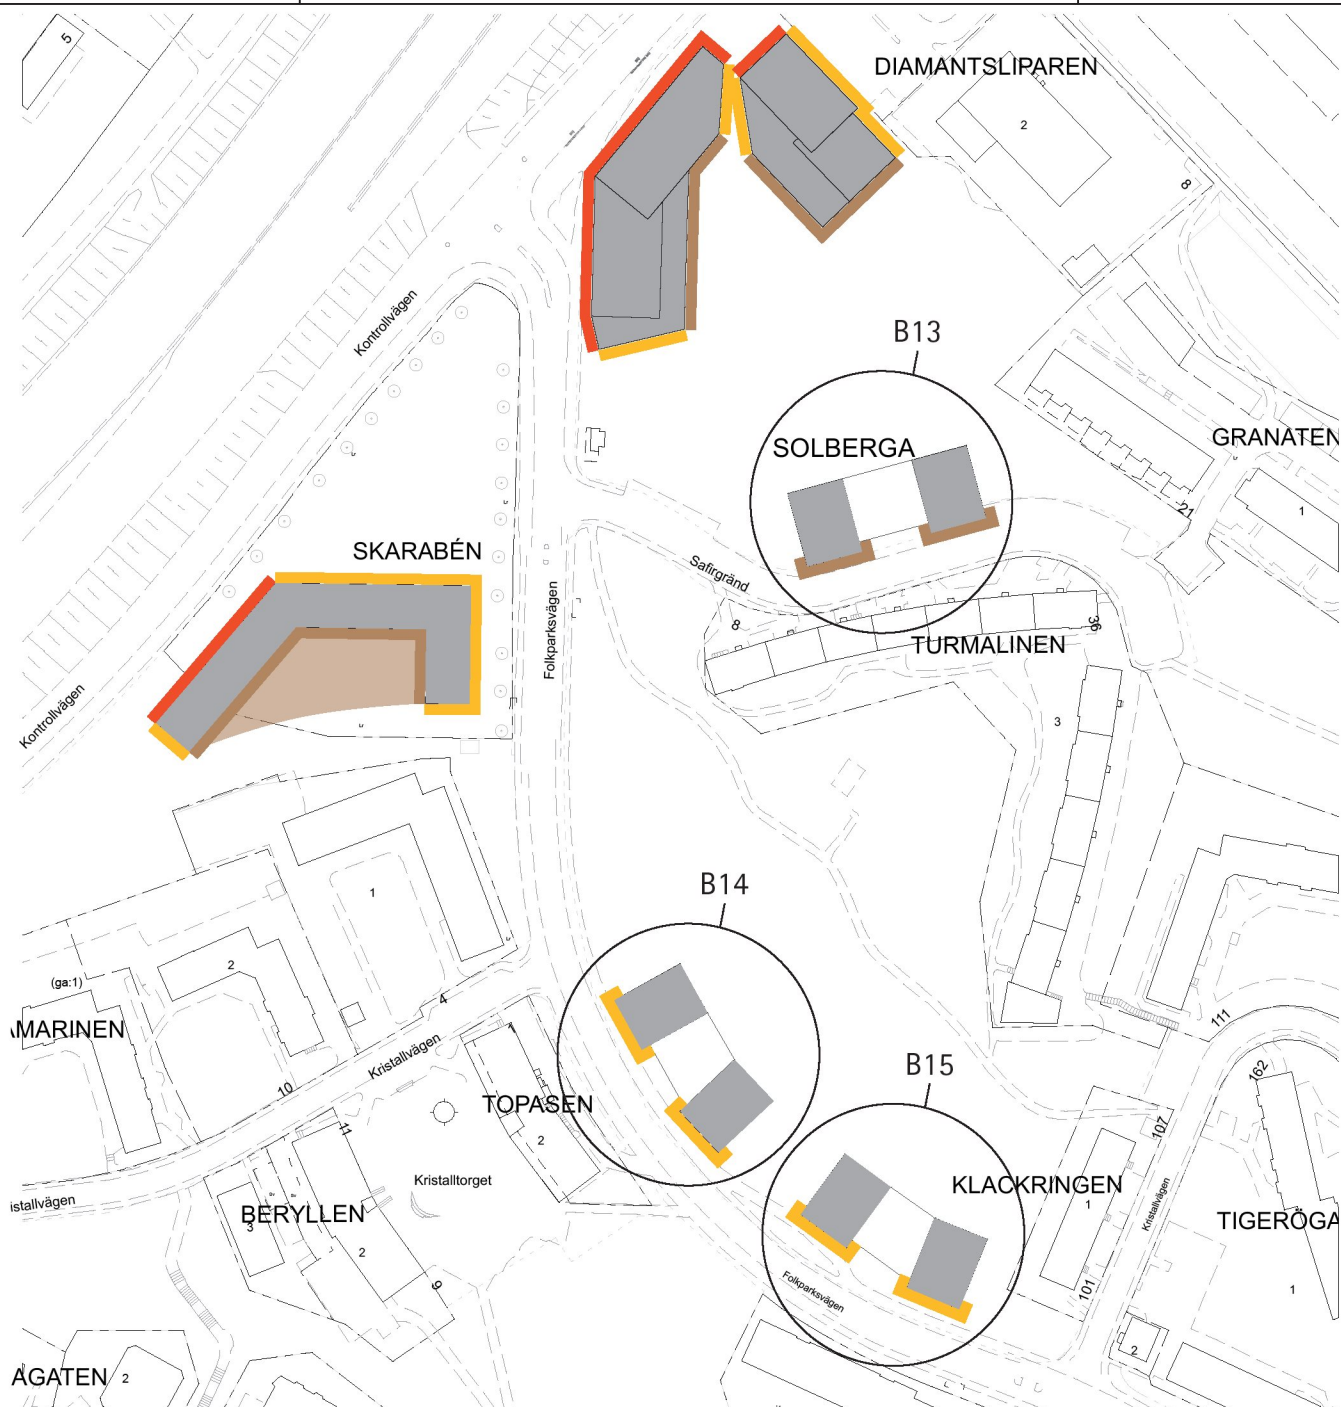 5
DIAMANTSLIPAREN
2
8
Kontrollvägen
B13
SOLBERGA
GRANATEN
21
1
SKARABÉN
Safirgränd
Folkparksvägen
8
36
TURMALINEN
Kontrollvägen
3
B14
1
2
(ga:1)
4
AMARINEN
111
Kristallvägen
B15
162
10
TOPASEN
2
11
107
Kristalltorget
KLACKRINGEN
1
istallvägen
BERYLLEN
3
2
Kristallvägen
TIGERÖGA
9
Folkparksvägen
101
1
2
AGATEN
2